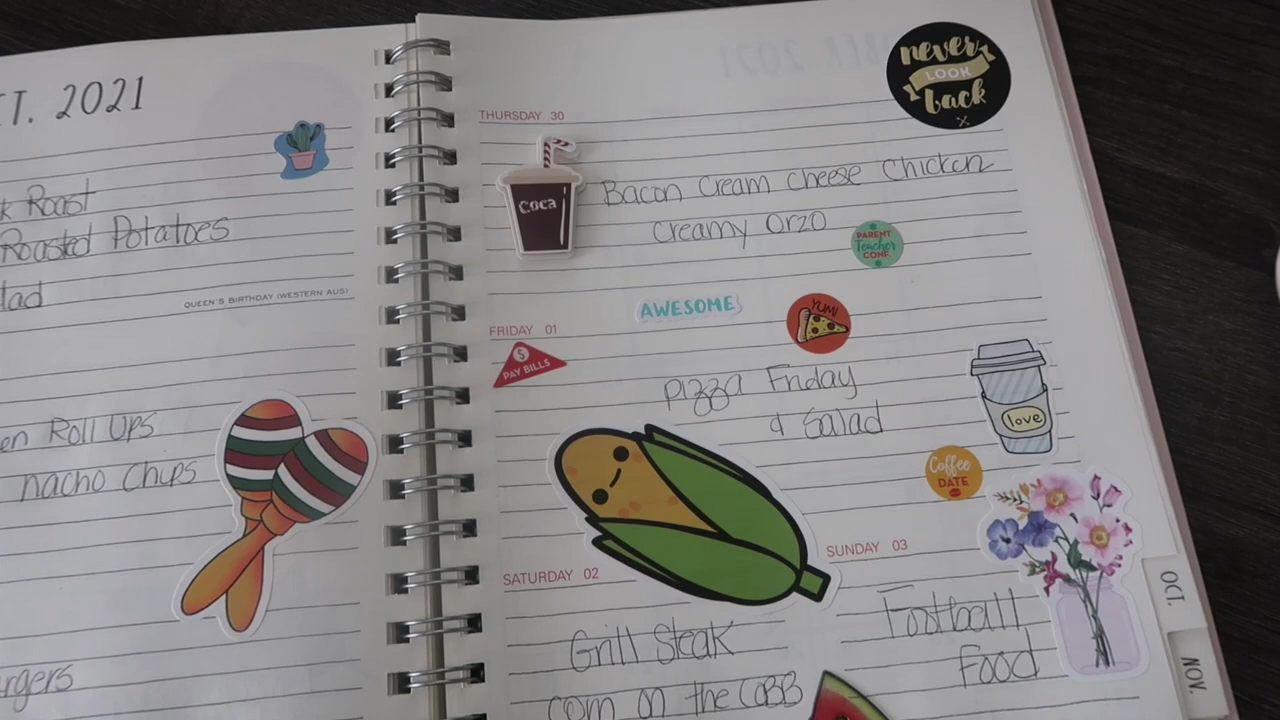 T. 2021
k Roast
Roasted Potatoes
lad
QUEEN'S BIRTHDAY (WESTERN AUS)
en Roll Ups
nacho Chips
rgers
never
LOOK
back
THURSDAY 30
Coca
Bacon Cream Cheese Chicken
Creamy Orzo
PARENT
Teacher
CONF.
AWESOME
YUM!
FRIDAY 01
$
PAY BILLS
Pizza Friday
& Salad
love
Coffee
DATE
SATURDAY 02
Grill Steak
corn on the CoBB
SUNDAY 03
Football
Food
OCT.
NOV.